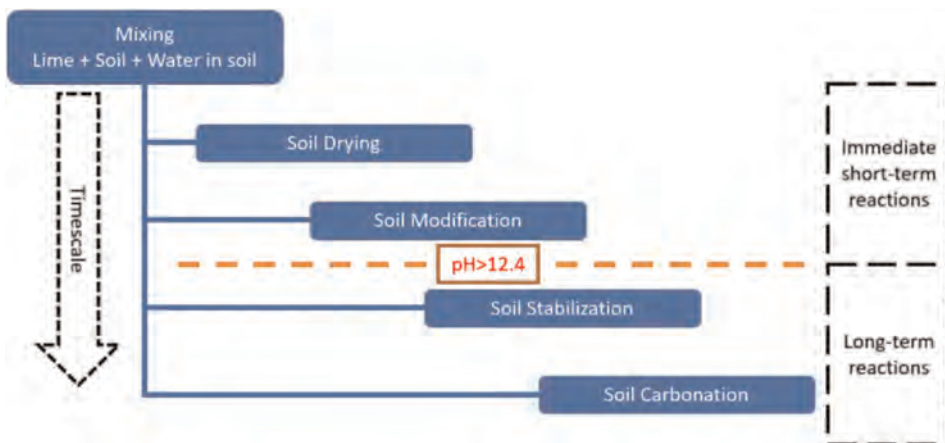 Mixing
Lime + Soil + Water in soil
Soil Drying
Immediate
short-term
reactions
Timescale
Soil Modification
pH>12.4
Soil Stabilization
Long-term
reactions
Soil Carbonation